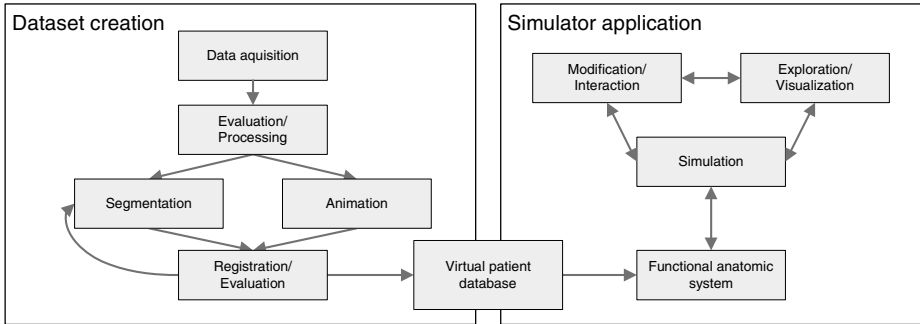 Dataset creation
Data aquisition
Evaluation/
Processing
Segmentation
Animation
Registration/
Evaluation
Virtual patient
database
Simulator application
Modification/
Interaction
Exploration/
Visualization
Simulation
Functional anatomic
system